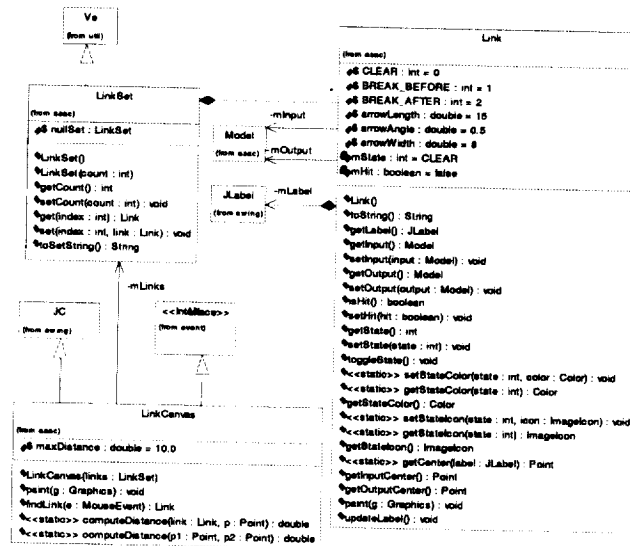 Ve
(from util)
LinkSet
(from aaac)
nullSet : LinkSet
LinkSet()
LinkSet(count : int)
getCount() : int
setCount(count : int) : void
get(index : int) : Link
set(index : int, link : Link) : void
toSetString() : String
-mInput
Model
(from aaac)
-mOutput
JLabel
(from swing)
-mLabel
-mLinks
JC
(from swing)
(from event)
LinkCanvas
(from aaac)
maxDistance : double = 10.0
LinkCanvas(links : LinkSet)
paint(g : Graphics) : void
findLink(e : MouseEvent) : Link
<<static>> computeDistance(link : Link, p : Point) : double
<<static>> computeDistance(p1 : Point, p2 : Point) : double
Link
(from aaac)
CLEAR : int = 0
BREAK_BEFORE : int = 1
BREAK_AFTER : int = 2
arrowLength : double = 15
arrowAngle : double = 0.5
arrowWidth : double = 8
mState : int = CLEAR
mHit : boolean = false
Link()
toString() : String
getLabel() : JLabel
getInput() : Model
setInput(input : Model) : void
getOutput() : Model
setOutput(output : Model) : void
isHit() : boolean
setHit(hit : boolean) : void
getState() : int
setState(state : int) : void
toggleState() : void
<<static>> setStateColor(state : int, color : Color) : void
<<static>> getStateColor(state : int) : Color
getStateColor() : Color
<<static>> setStateIcon(state : int, icon : ImageIcon) : void
<<static>> getStateIcon(state : int) : ImageIcon
getStateIcon() : ImageIcon
<<static>> getCenter(label : JLabel) : Point
getInputCenter() : Point
getOutputCenter() : Point
paint(g : Graphics) : void
updateLabel() : void